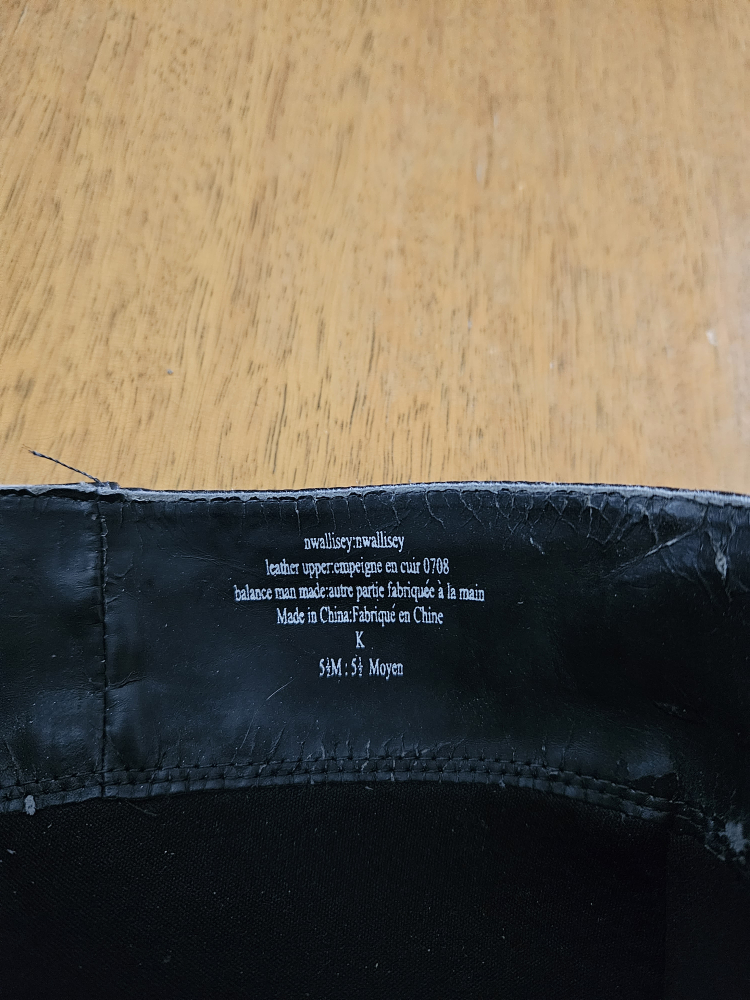 nwallisey:nwallisey
leather upper:empeigne en cuir 0708
balance man made:autre partie fabriquée à la main
Made in China:Fabriqué en Chine
K
5½M : 5½ Moyen